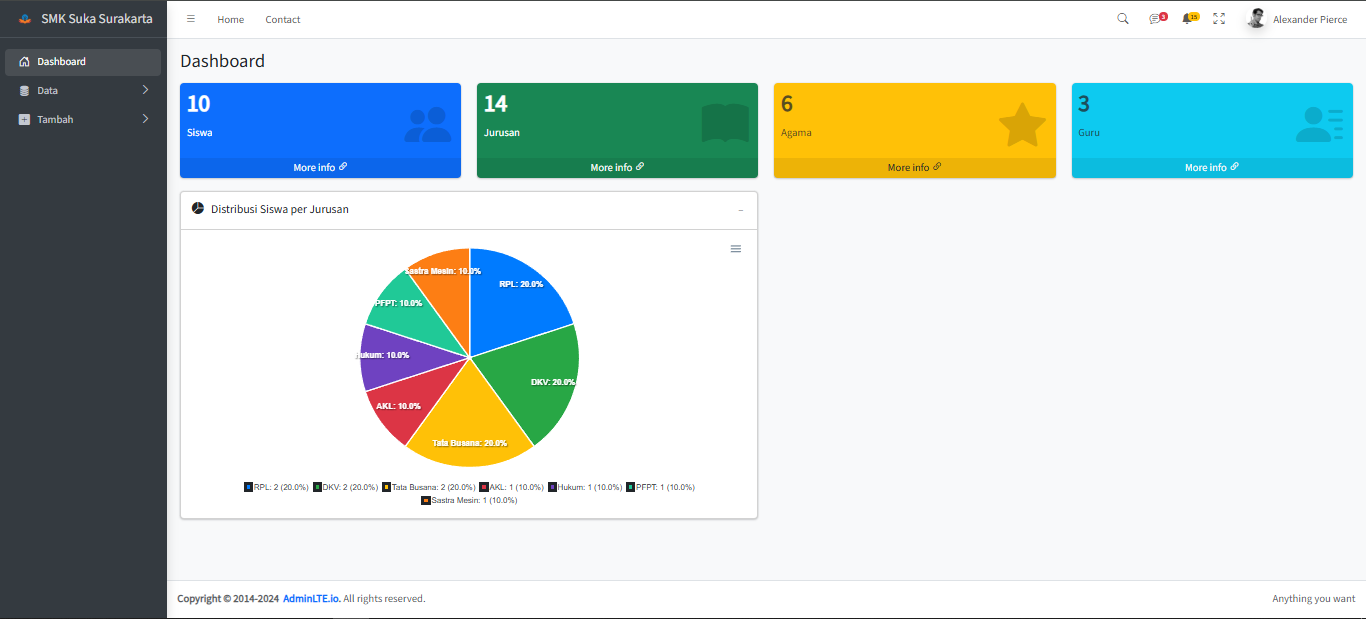 SMK Suka Surakarta
Home Contact
3
15
Alexander Pierce
Dashboard
Data
Tambah
Dashboard
10
Siswa
More info
14
Jurusan
More info
6
Agama
More info
3
Guru
More info
Distribusi Siswa per Jurusan
Sastra Mesin: 10.0%
RPL: 20.0%
PFPT: 10.0%
Hukum: 10.0%
DKV: 20.0%
AKL: 10.0%
Tata Busana: 20.0%
RPL: 2 (20.0%) DKV: 2 (20.0%) Tata Busana: 2 (20.0%) AKL: 1 (10.0%) Hukum: 1 (10.0%) PFPT: 1 (10.0%)
Sastra Mesin: 1 (10.0%)
Copyright © 2014-2024 AdminLTE.io. All rights reserved.
Anything you want